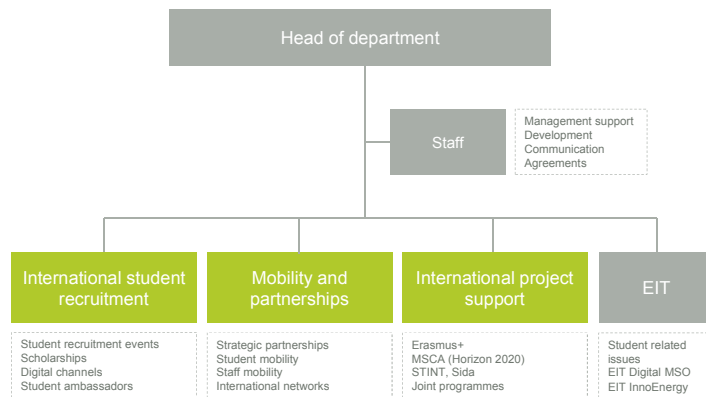 Head of department
Staff
Management support
Development
Communication
Agreements
International student
recruitment
Student recruitment events
Scholarships
Digital channels
Student ambassadors
Mobility and
partnerships
Strategic partnerships
Student mobility
Staff mobility
International networks
International project
support
Erasmus+
MSCA (Horizon 2020)
STINT, Sida
Joint programmes
EIT
Student related
issues
EIT Digital MSO
EIT InnoEnergy